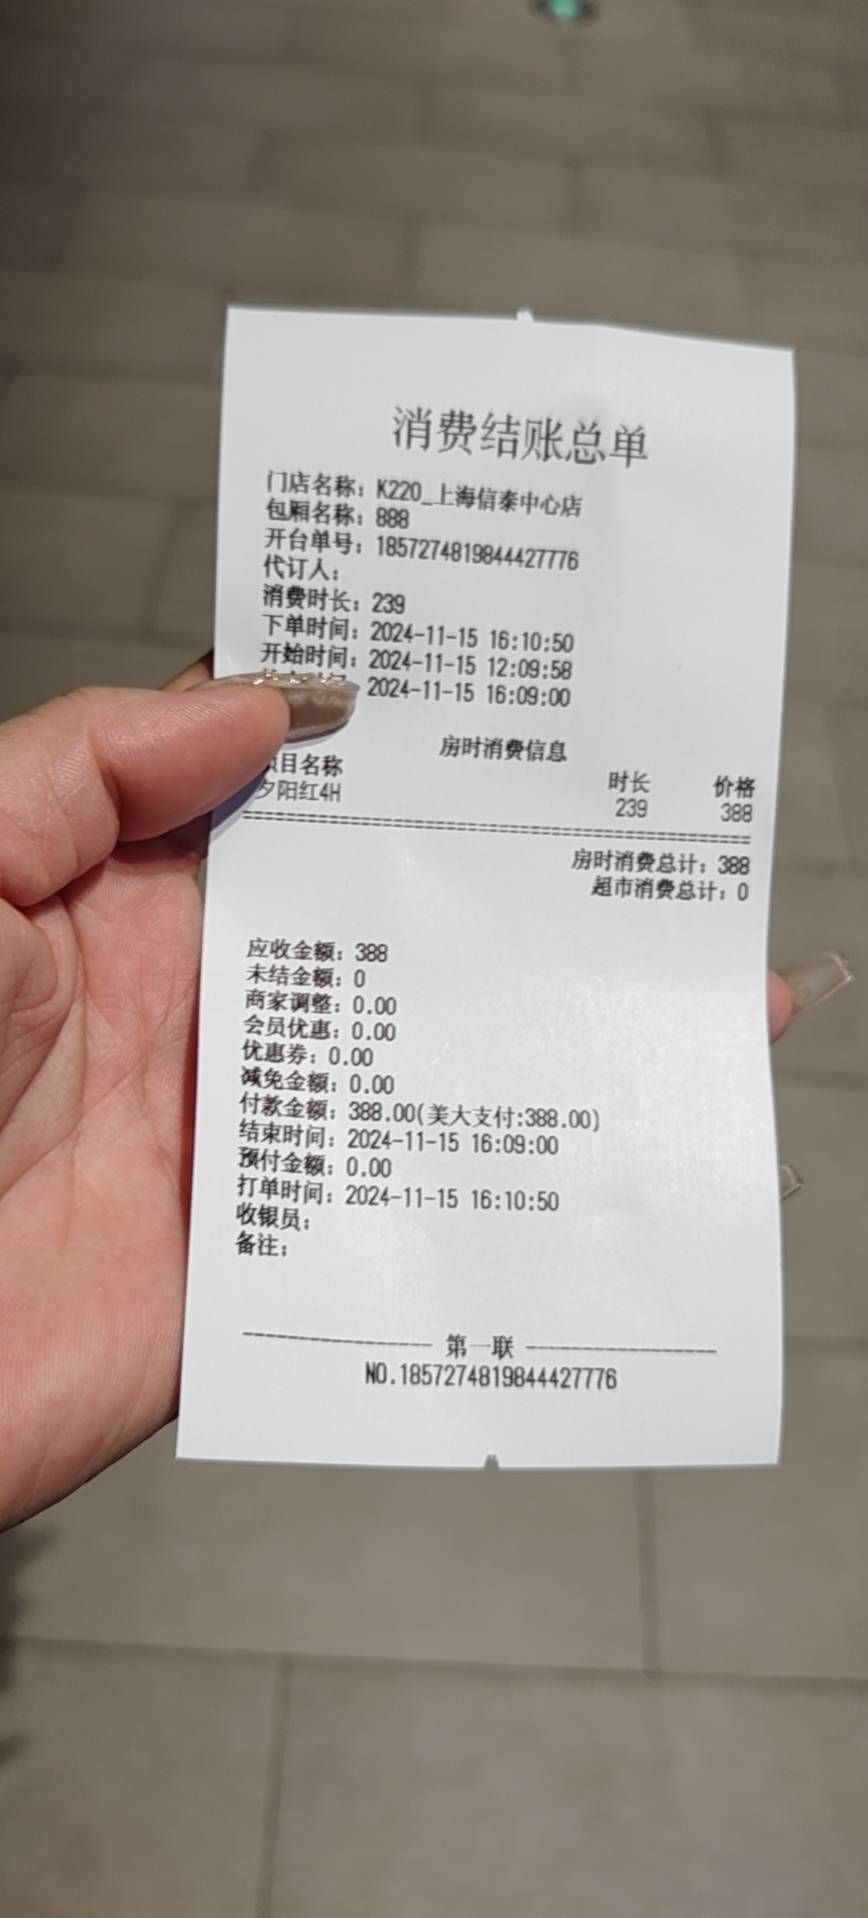 消费结账总单
门店名称：K220_上海信泰中心店
包厢名称：888
开台单号：1857274819844427776
代订人：
消费时长：239
下单时间：2024-11-15 16:10:50
开始时间：2024-11-15 12:09:58
2024-11-15 16:09:00
房时消费信息
项目名称 时长 价格
夕阳红4H 239 388
房时消费总计：388
超市消费总计：0
应收金额：388
未结金额：0
商家调整：0.00
会员优惠：0.00
优惠券：0.00
减免金额：0.00
付款金额：388.00(美大支付:388.00)
结束时间：2024-11-15 16:09:00
预付金额：0.00
打单时间：2024-11-15 16:10:50
收银员：
备注：
第一联
NO.1857274819844427776